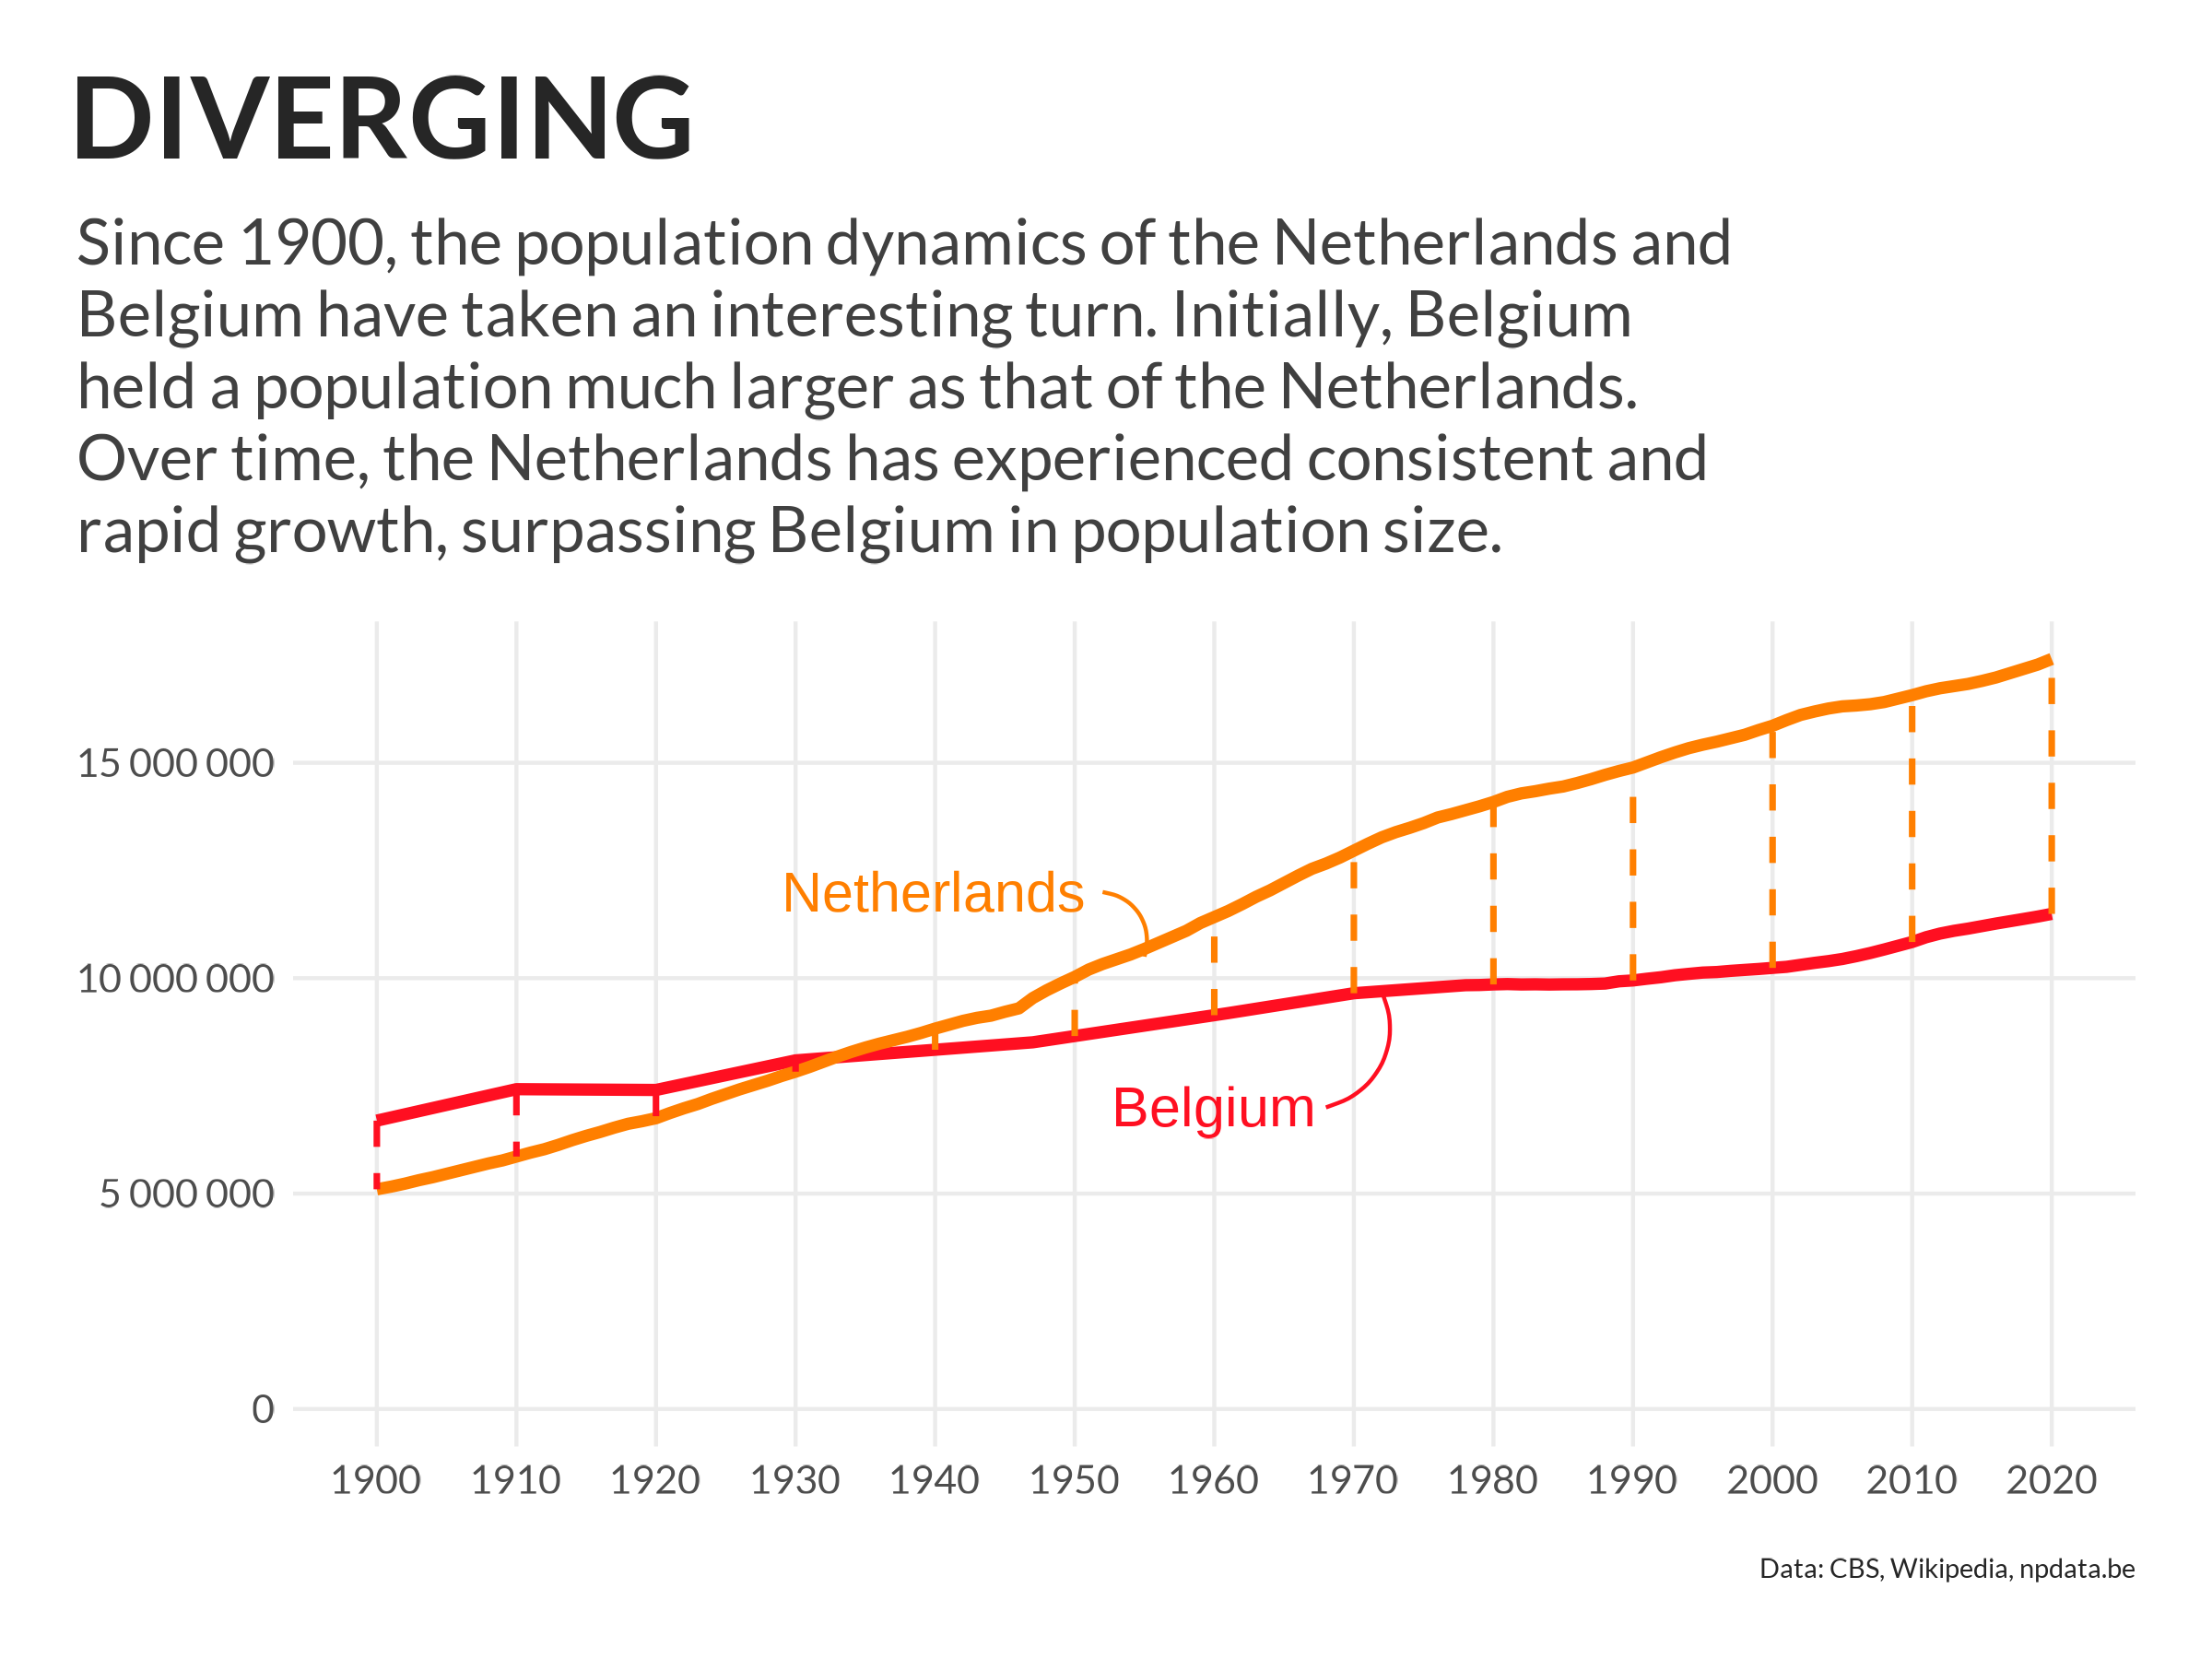 DIVERGING
Since 1900, the population dynamics of the Netherlands and
Belgium have taken an interesting turn. Initially, Belgium
held a population much larger as that of the Netherlands.
Over time, the Netherlands has experienced consistent and
rapid growth, surpassing Belgium in population size.
15 000 000
Netherlands
10 000 000
Belgium
5 000 000
0
1900 1910 1920 1930 1940 1950 1960 1970 1980 1990 2000 2010 2020
Data: CBS, Wikipedia, npdata.be